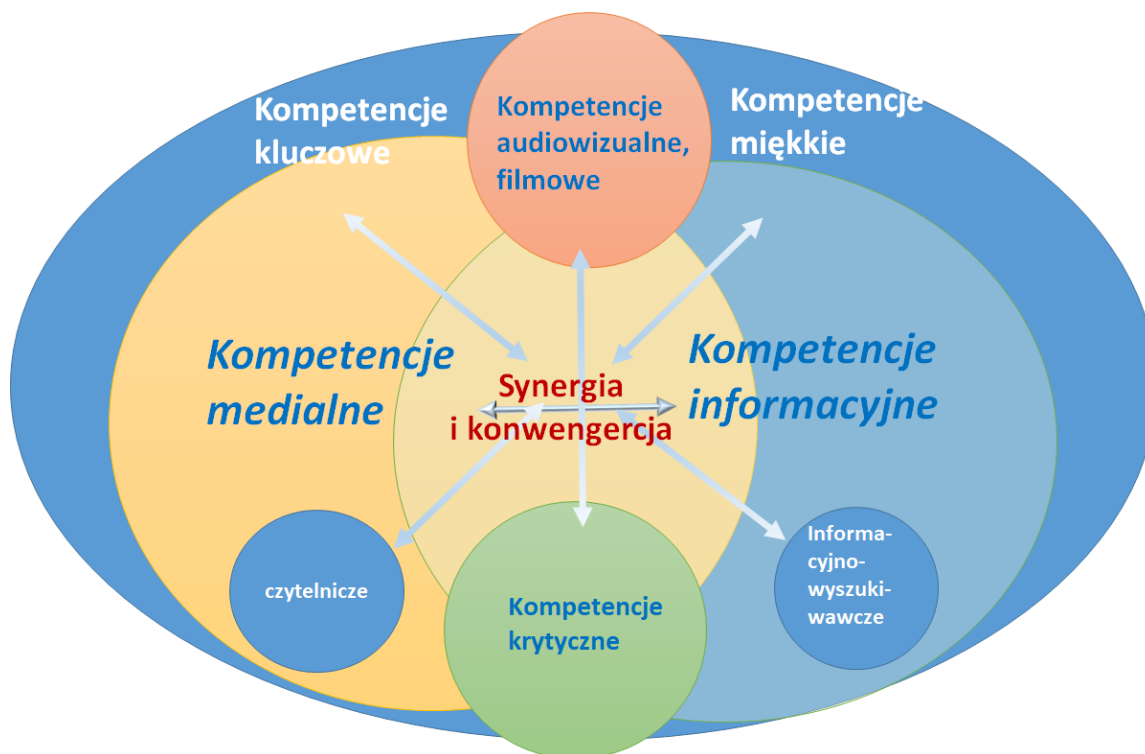 Kompetencje
kluczowe
Kompetencje
audiowizualne,
filmowe
Kompetencje
miękkie
Kompetencje
medialne
Synergia
i konwengercja
Kompetencje
informacyjne
czytelnicze
Kompetencje
krytyczne
Informa-
cyjno-
wyszuki-
wawcze